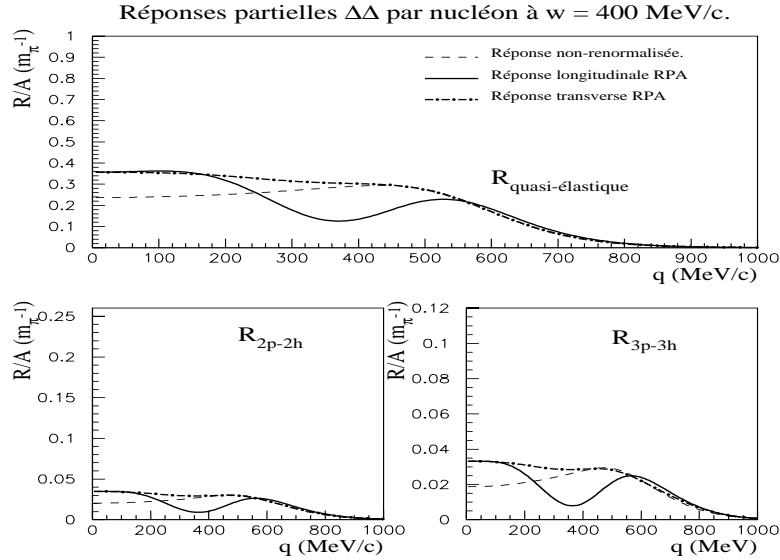 Réponses partielles ΔΔ par nucléon à w = 400 MeV/c.
R/A (m_π^-1)
1
0.9
0.8
0.7
0.6
0.5
0.4
0.3
0.2
0.1
0
Réponse non-renormalisée.
Réponse longitudinale RPA
Réponse transverse RPA
R_quasi-élastique
0 100 200 300 400 500 600 700 800 900 1000
q (MeV/c)
R/A (m_π^-1)
0.25
0.2
0.15
0.1
0.05
0
R_2p-2h
0 200 400 600 800 1000
q (MeV/c)
R/A (m_π^-1)
0.12
0.1
0.08
0.06
0.04
0.02
0
R_3p-3h
0 200 400 600 800 1000
q (MeV)